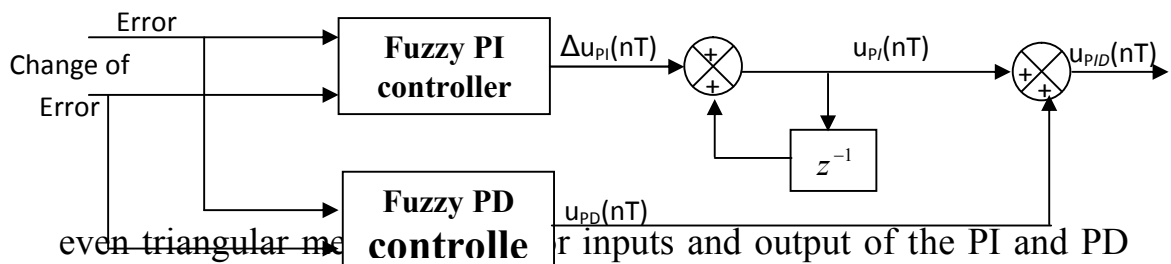 Error
Change of
Error
Fuzzy PI
controller
Δu_PI(nT)
+
+
u_PI(nT)
z^{-1}
+
+
u_PID(nT)
Fuzzy PD
controlle
u_PD(nT)
even triangular me r inputs and output of the PI and PD